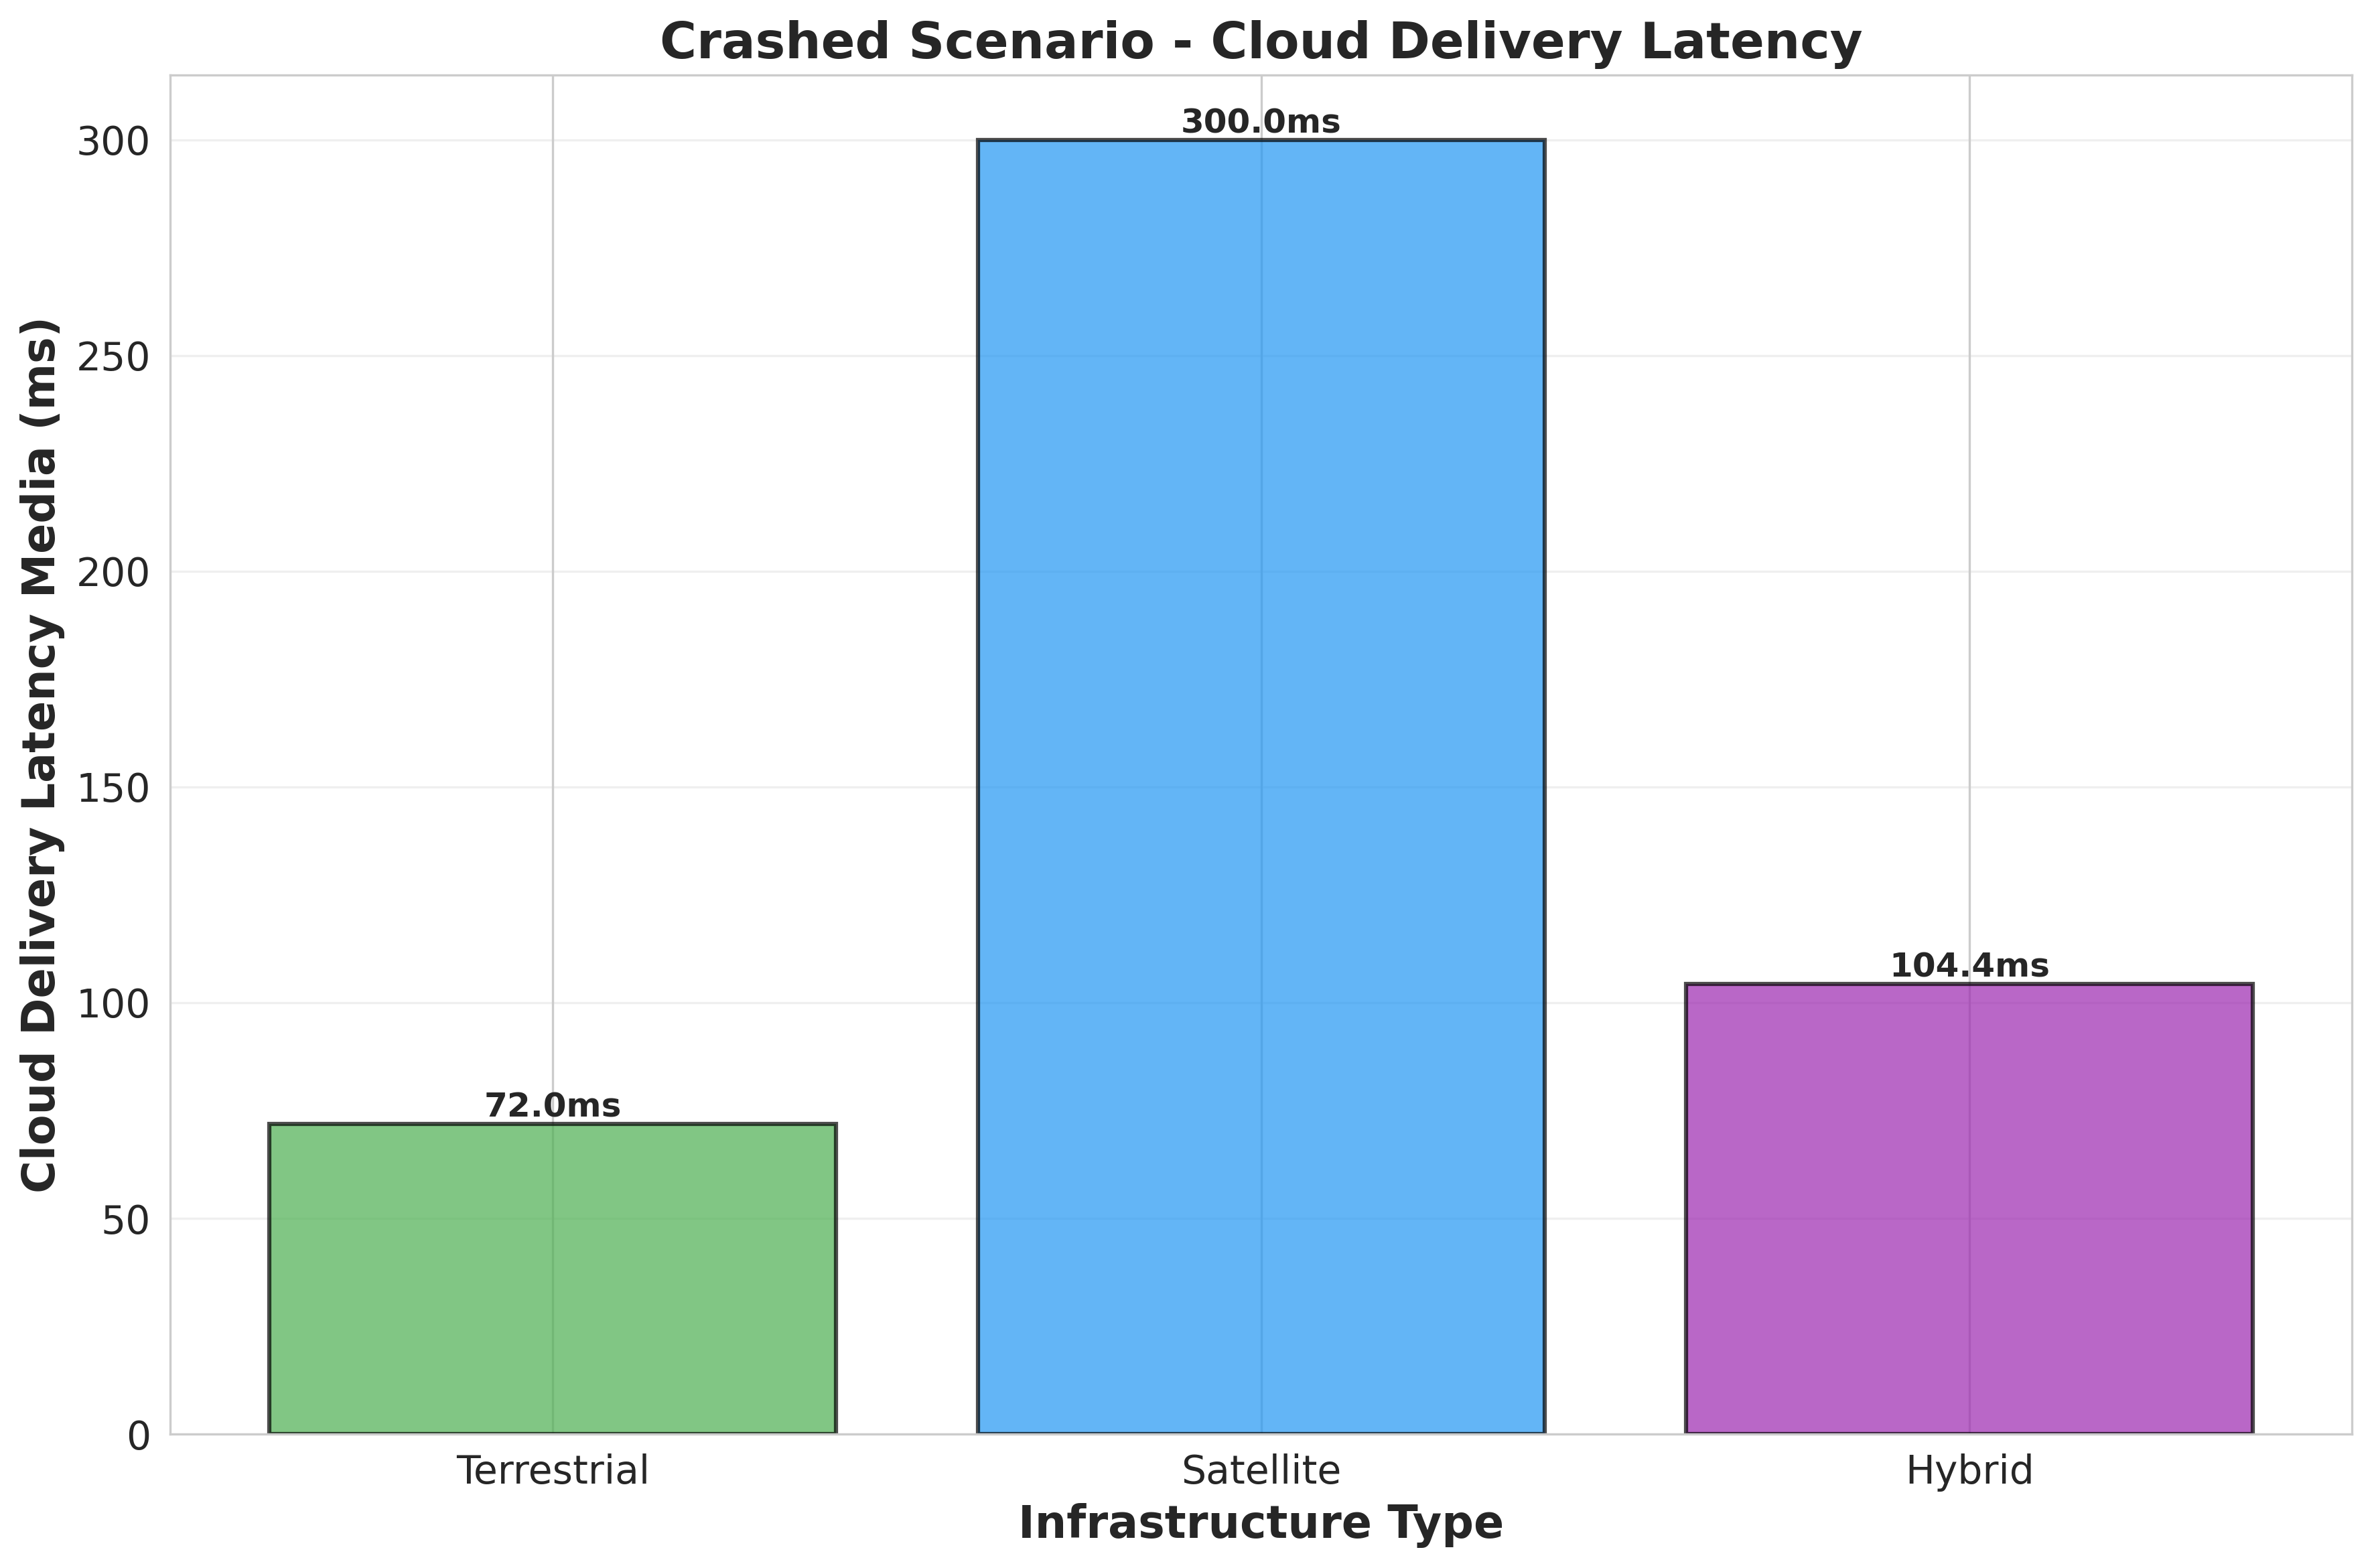 Crashed Scenario - Cloud Delivery Latency
Cloud Delivery Latency Media (ms)
300
250
200
150
100
50
0
72.0ms
300.0ms
104.4ms
Terrestrial
Satellite
Hybrid
Infrastructure Type